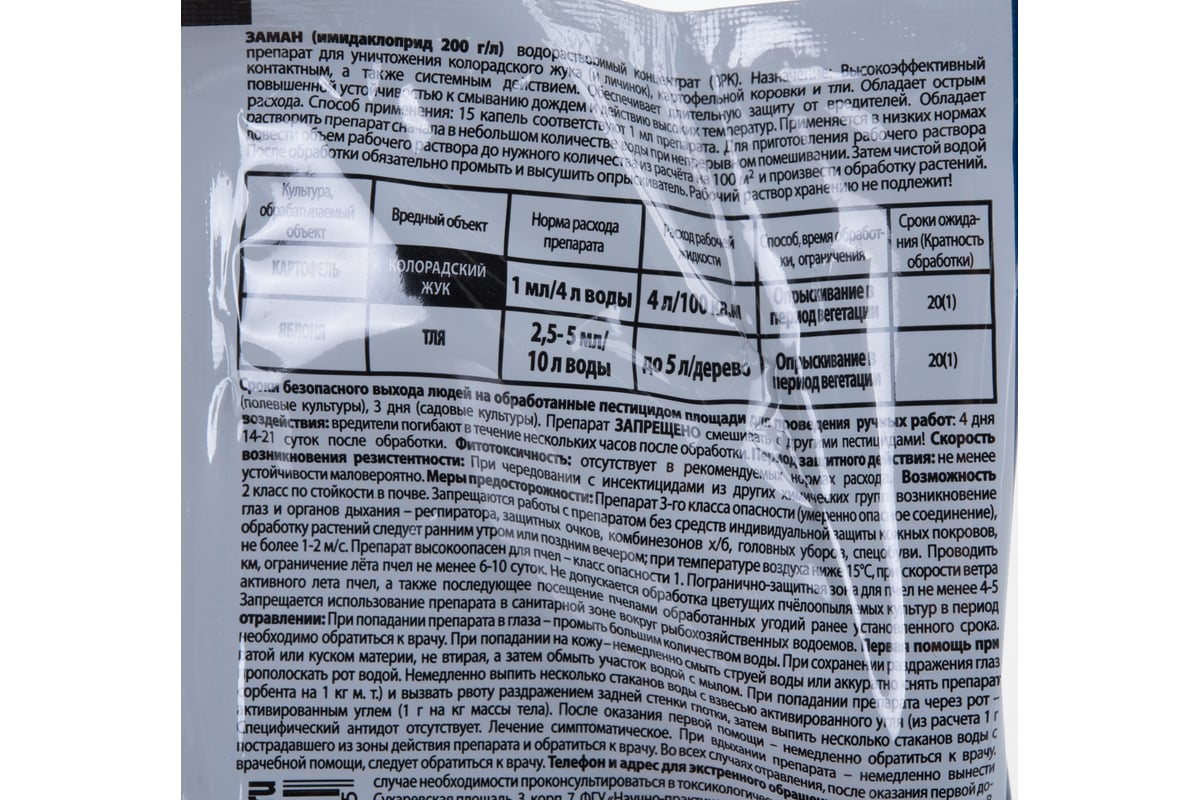 ЗАМАН (имидаклоприд 200 г/л) водорастворимый концентрат (ВРК). Назначение: Высокоэффективный
препарат для уничтожения колорадского жука (и личинок), картофельной коровки и тли. Обладает острым
контактным, а также системным действием. Обеспечивает длительную защиту от вредителей. Обладает
повышенной устойчивостью к смыванию дождем и действию высоких температур. Применяется в низких нормах
расхода. Способ применения: 15 капель соответствуют 1 мл препарата. Для приготовления рабочего раствора
растворить препарат сначала в небольшом количестве воды при непрерывном помешивании. Затем чистой водой
довести объем рабочего раствора до нужного количества из расчёта на 100 м² и произвести обработку растений.
После обработки обязательно промыть и высушить опрыскиватель. Рабочий раствор хранению не подлежит!
Культура, обрабатываемый объект
Вредный объект
Норма расхода препарата
Расход рабочей жидкости
Способ, время обработ-ки, ограничения
Сроки ожида-ния (Кратность обработки)
КАРТОФЕЛЬ
КОЛОРАДСКИЙ ЖУК
1 мл/4 л воды
4 л/100 кв.м
Опрыскивание в период вегетации
20(1)
ЯБЛОНЯ
ТЛЯ
2,5- 5 мл/ 10 л воды
до 5 л/дерево
Опрыскивание в период вегетации
20(1)
Сроки безопасного выхода людей на обработанные пестицидом площади для проведения ручных работ: 4 дня
(полевые культуры), 3 дня (садовые культуры). Препарат ЗАПРЕЩЕНО смешивать с другими пестицидами! Скорость
воздействия: вредители погибают в течение нескольких часов после обработки. Период защитного действия: не менее
14-21 суток после обработки. Фитотоксичность: отсутствует в рекомендуемых нормах расхода. Возможность
возникновения резистентности: При чередовании с инсектицидами из других химических групп возникновение
устойчивости маловероятно. Меры предосторожности: Препарат 3-го класса опасности (умеренно опасное соединение),
2 класс по стойкости в почве. Запрещаются работы с препаратом без средств индивидуальной защиты кожных покровов,
глаз и органов дыхания – респиратора, защитных очков, комбинезонов х/б, головных уборов, спецобуви. Проводить
обработку растений следует ранним утром или поздним вечером; при температуре воздуха ниже 15°С, при скорости ветра
не более 1-2 м/с. Препарат высокоопасен для пчел – класс опасности 1. Погранично-защитная зона для пчел не менее 4-5
км, ограничение лёта пчел не менее 6-10 суток. Не допускается обработка цветущих пчёлоопыляемых культур в период
активного лета пчел, а также последующее посещение пчелами обработанных угодий ранее установленного срока.
Запрещается использование препарата в санитарной зоне вокруг рыбохозяйственных водоемов. Первая помощь при
отравлении: При попадании препарата в глаза – промыть большим количеством воды. При сохранении раздражения глаз
необходимо обратиться к врачу. При попадании на кожу – немедленно смыть струей воды или аккуратно снять препарат
ватой или куском материи, не втирая, а затем обмыть участок водой с мылом. При попадании препарата через рот –
прополоскать рот водой. Немедленно выпить несколько стаканов воды с взвесью активированного угля (из расчета 1 г
сорбента на 1 кг м. т.) и вызвать рвоту раздражением задней стенки глотки, затем выпить несколько стаканов воды с
активированным углем (1 г на кг массы тела). После оказания первой помощи – немедленно обратиться к врачу.
Специфический антидот отсутствует. Лечение симптоматическое. При вдыхании препарата – немедленно вынести
пострадавшего из зоны действия препарата и обратиться к врачу. Во всех случаях отравления, после оказания первой до-
врачебной помощи, следует обратиться к врачу. Телефон и адрес для экстренного обращения
случае необходимости проконсультироваться в токсикологическом
Сухаревская площадь, 3, корп. 7, ФГУ «Научно-практи
ru